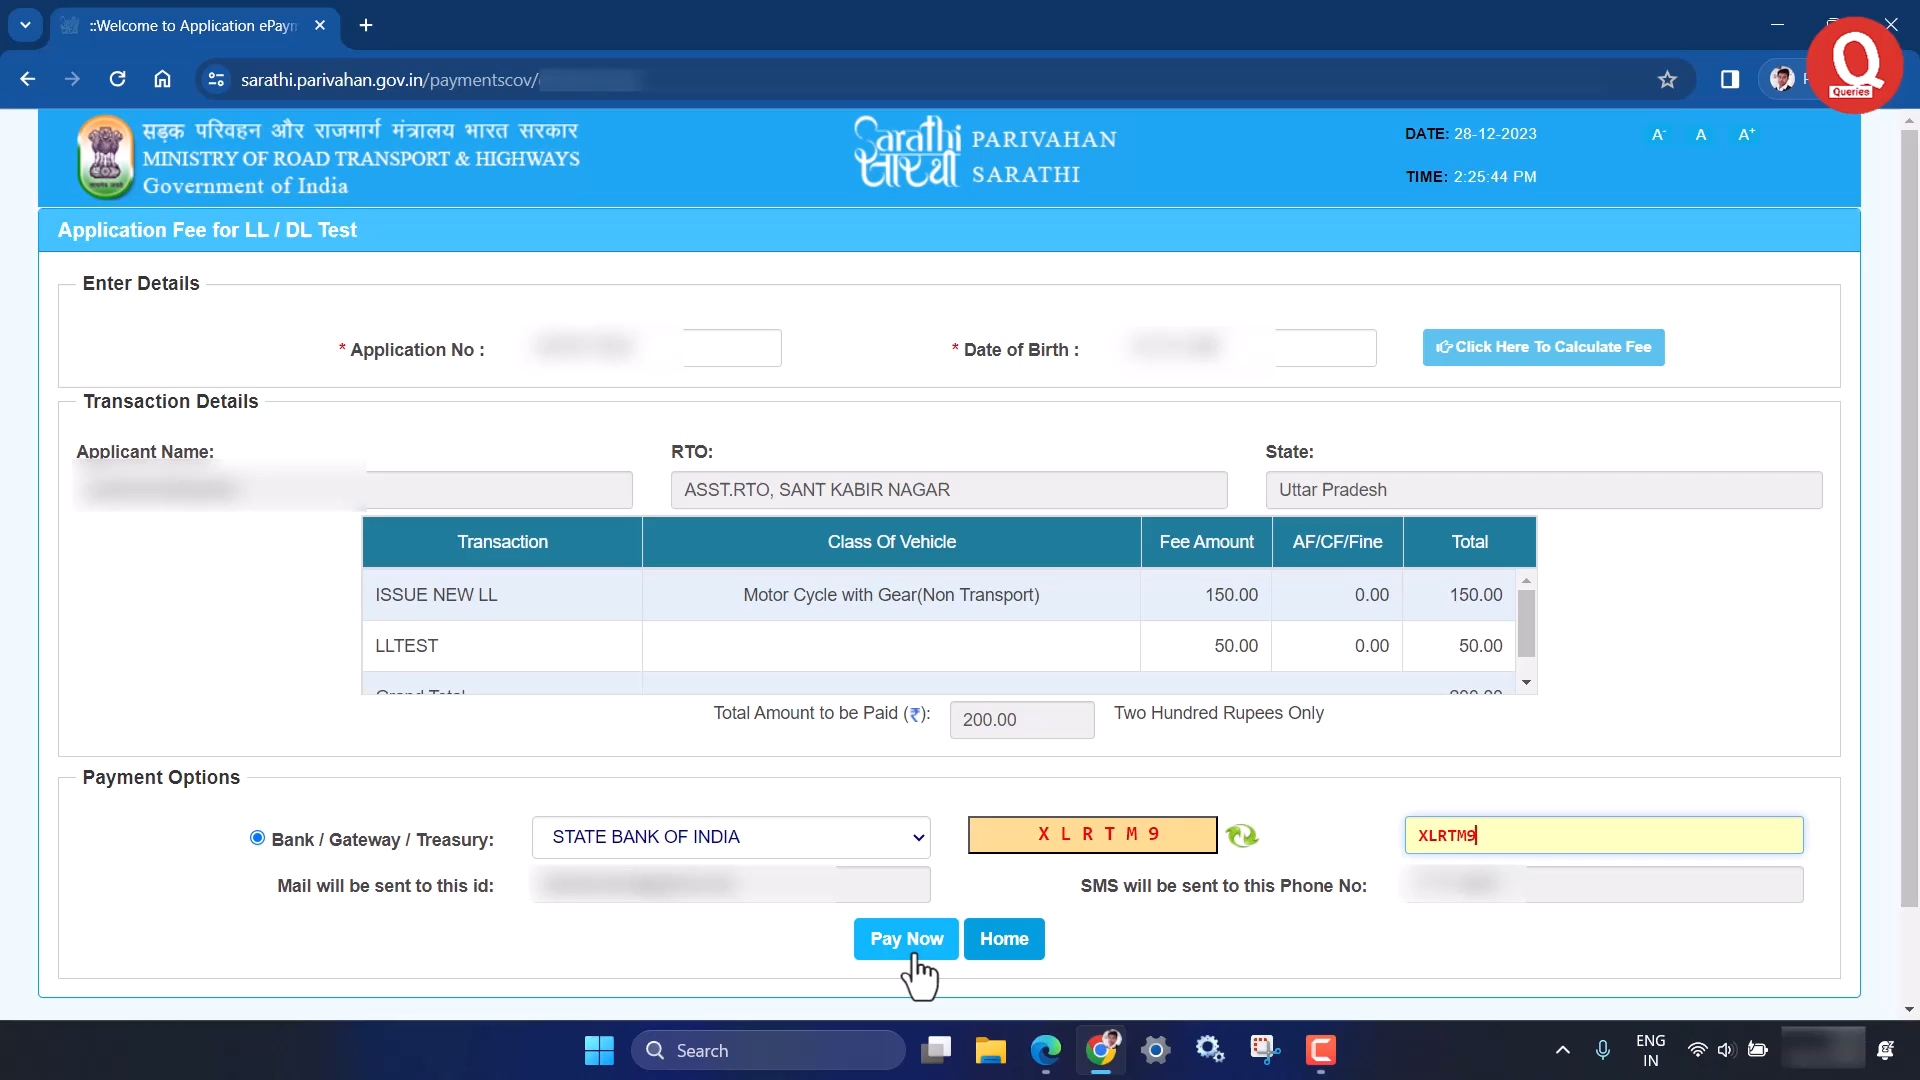 ::Welcome to Application ePaym
sarathi.parivahan.gov.in/paymentscov/
Queries
सड़क परिवहन और राजमार्ग मंत्रालय भारत सरकार
MINISTRY OF ROAD TRANSPORT & HIGHWAYS
Government of India
Sarathi
सारथी
PARIVAHAN
SARATHI
DATE: 28-12-2023
TIME: 2:25:44 PM
A- A A+
Application Fee for LL / DL Test
Enter Details
* Application No :
* Date of Birth :
Click Here To Calculate Fee
Transaction Details
Applicant Name:
RTO:
State:
ASST.RTO, SANT KABIR NAGAR
Uttar Pradesh
Transaction Class Of Vehicle Fee Amount AF/CF/Fine Total
ISSUE NEW LL Motor Cycle with Gear(Non Transport) 150.00 0.00 150.00
LLTEST 50.00 0.00 50.00
Grand Total 200.00
Total Amount to be Paid (₹): 200.00 Two Hundred Rupees Only
Payment Options
Bank / Gateway / Treasury: STATE BANK OF INDIA
X L R T M 9
XLRTM9
Mail will be sent to this id:
SMS will be sent to this Phone No:
Pay Now Home
Search
ENG
IN